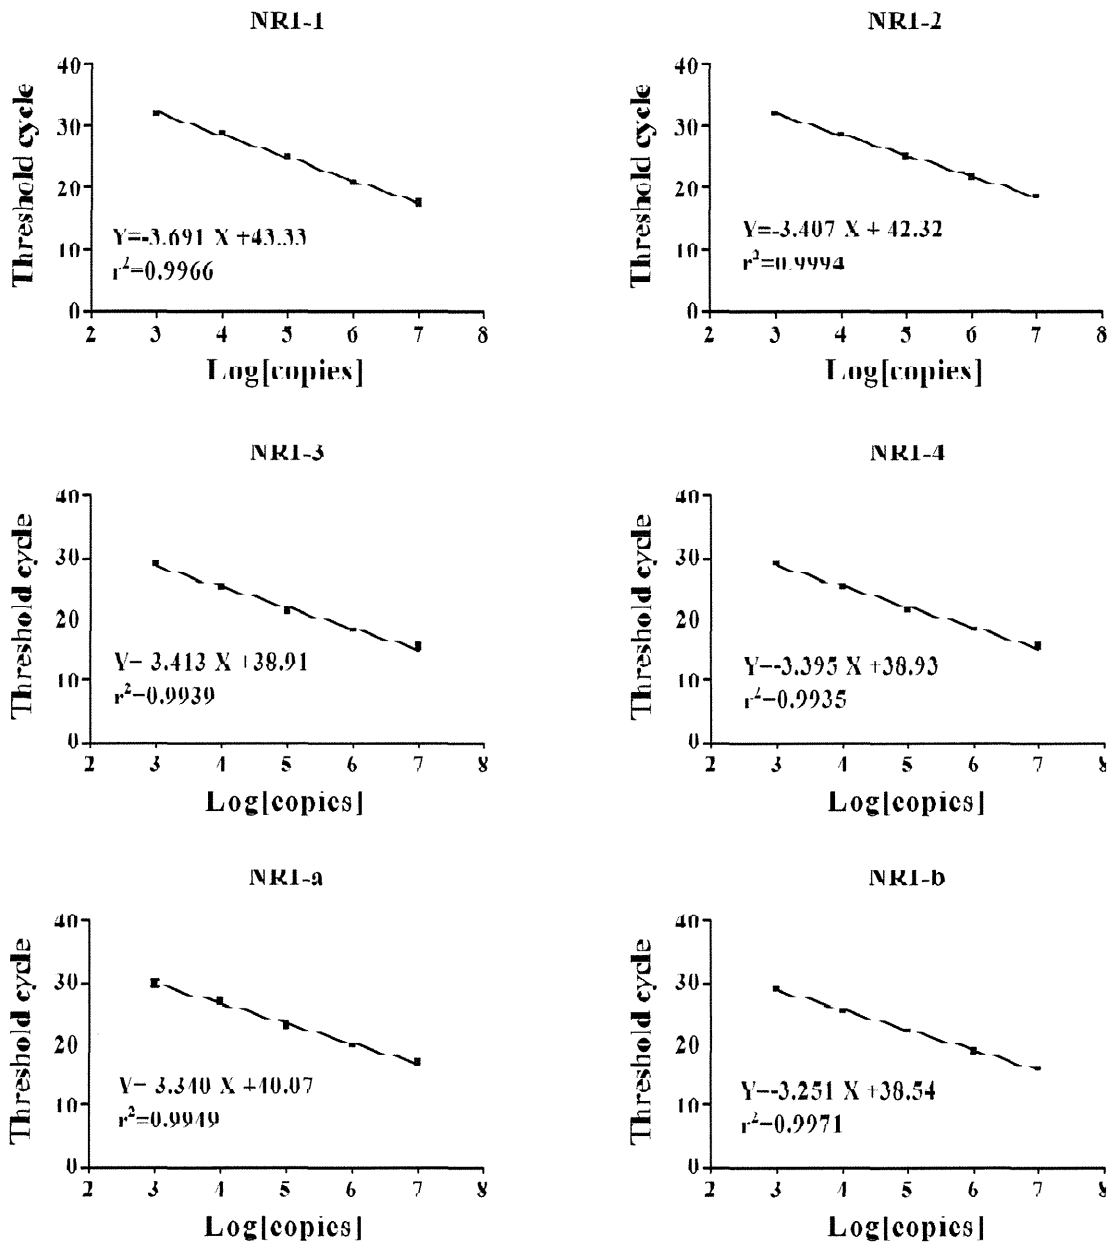 NR1-1
40
30
20
10
0
Threshold cycle
Y=-3.691 X +43.33
r²=0.9966
2 3 4 5 6 7 8
Log[copies]
NR1-2
40
30
20
10
0
Threshold cycle
Y=-3.407 X + 42.32
r²=0.9994
2 3 4 5 6 7 8
Log[copies]
NR1-3
40
30
20
10
0
Threshold cycle
Y= 3.413 X +38.91
r²=0.9939
2 3 4 5 6 7 8
Log[copies]
NR1-4
40
30
20
10
0
Threshold cycle
Y=-3.395 X +38.93
r²=0.9935
2 3 4 5 6 7 8
Log[copies]
NR1-a
40
30
20
10
0
Threshold cycle
Y= 3.340 X +40.07
r²=0.9949
2 3 4 5 6 7 8
Log[copies]
NR1-b
40
30
20
10
0
Threshold cycle
Y=-3.251 X +38.54
r²=0.9971
2 3 4 5 6 7 8
Log[copies]